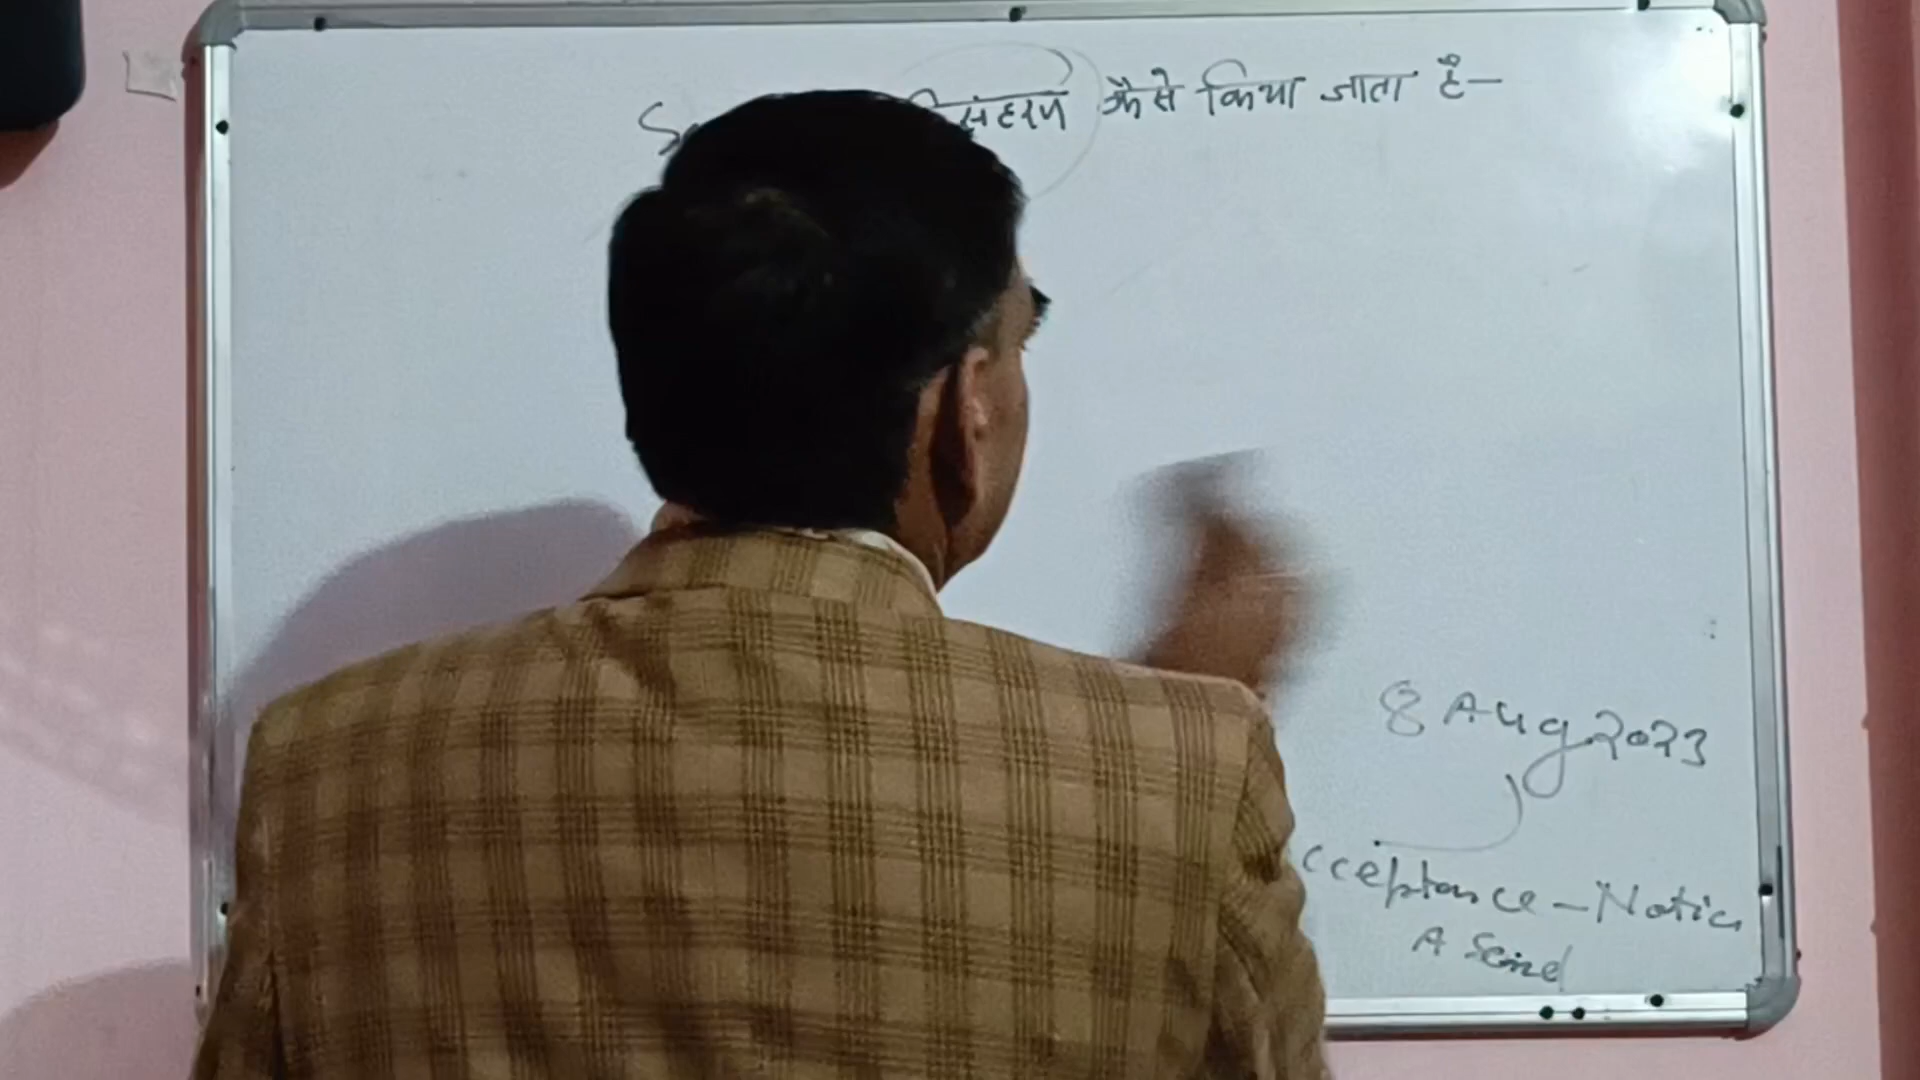 कैसे किया जाता है-
8 Aug 2023
cceptance - Notic
A Send